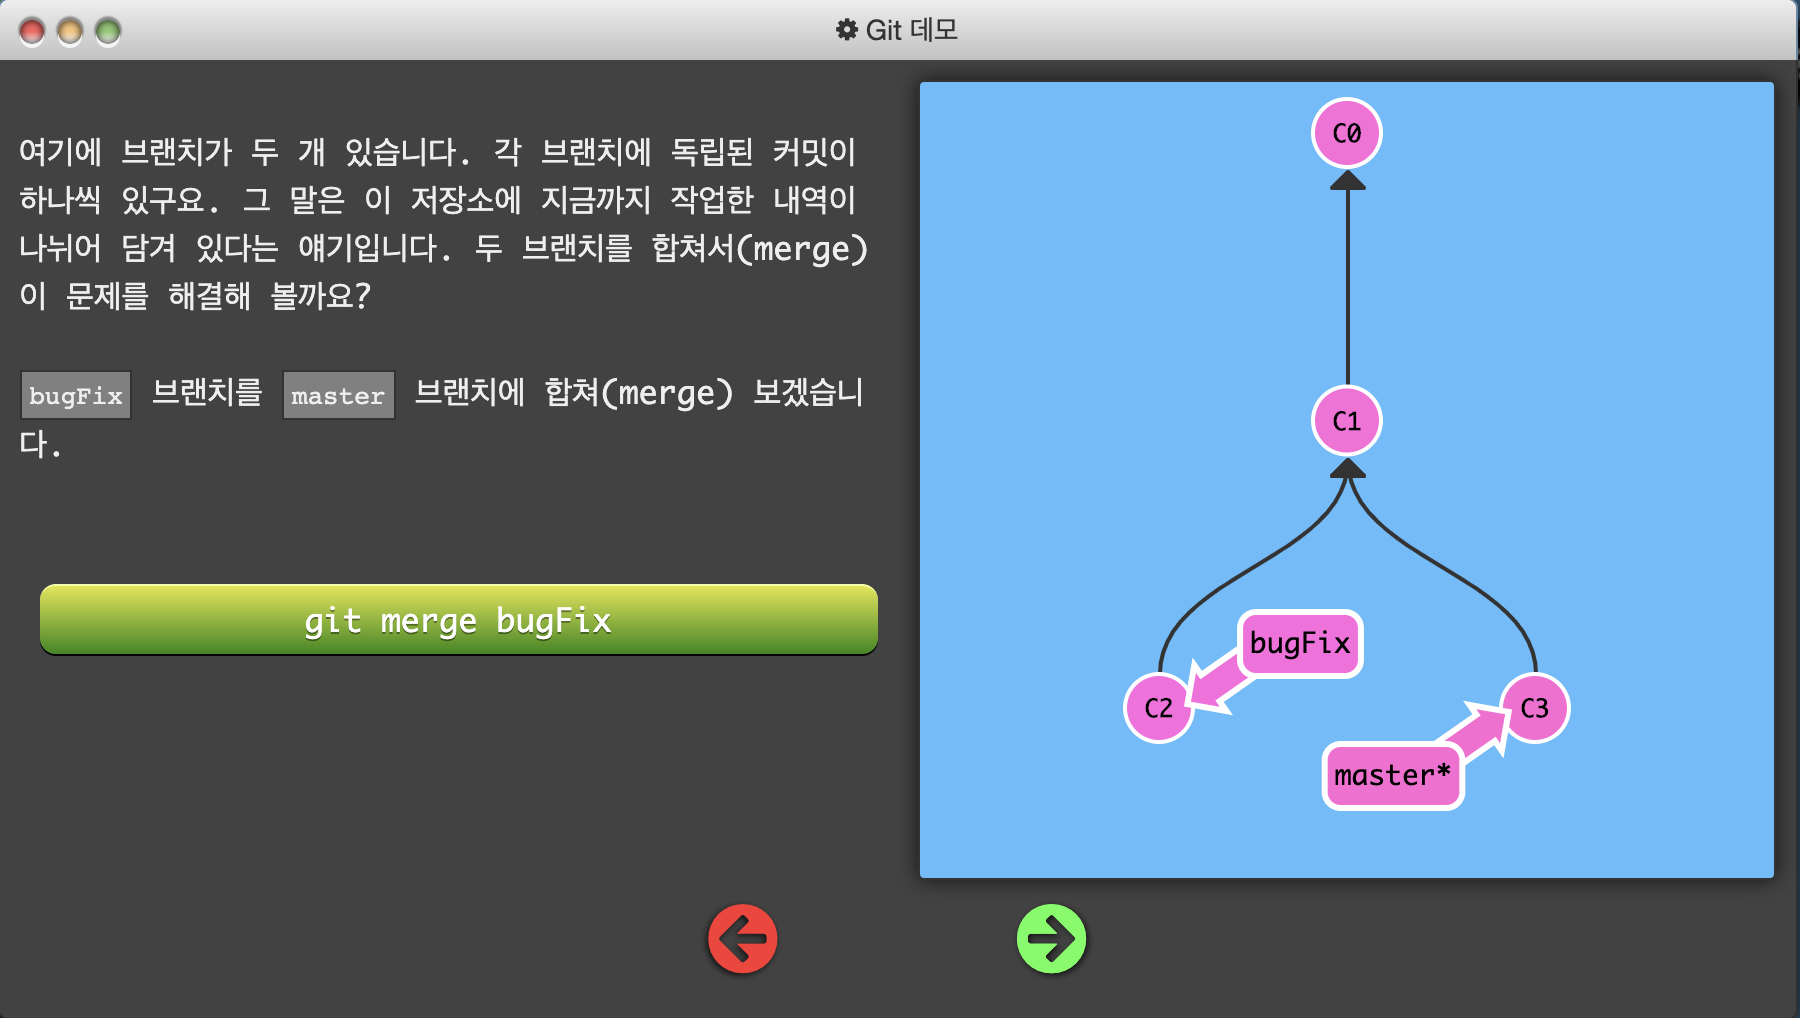 Git 데모
여기에 브랜치가 두 개 있습니다. 각 브랜치에 독립된 커밋이
하나씩 있구요. 그 말은 이 저장소에 지금까지 작업한 내역이
나뉘어 담겨 있다는 얘기입니다. 두 브랜치를 합쳐서(merge)
이 문제를 해결해 볼까요?
bugFix 브랜치를 master 브랜치에 합쳐(merge) 보겠습니
다.
git merge bugFix
C0
C1
bugFix
C2
C3
master*